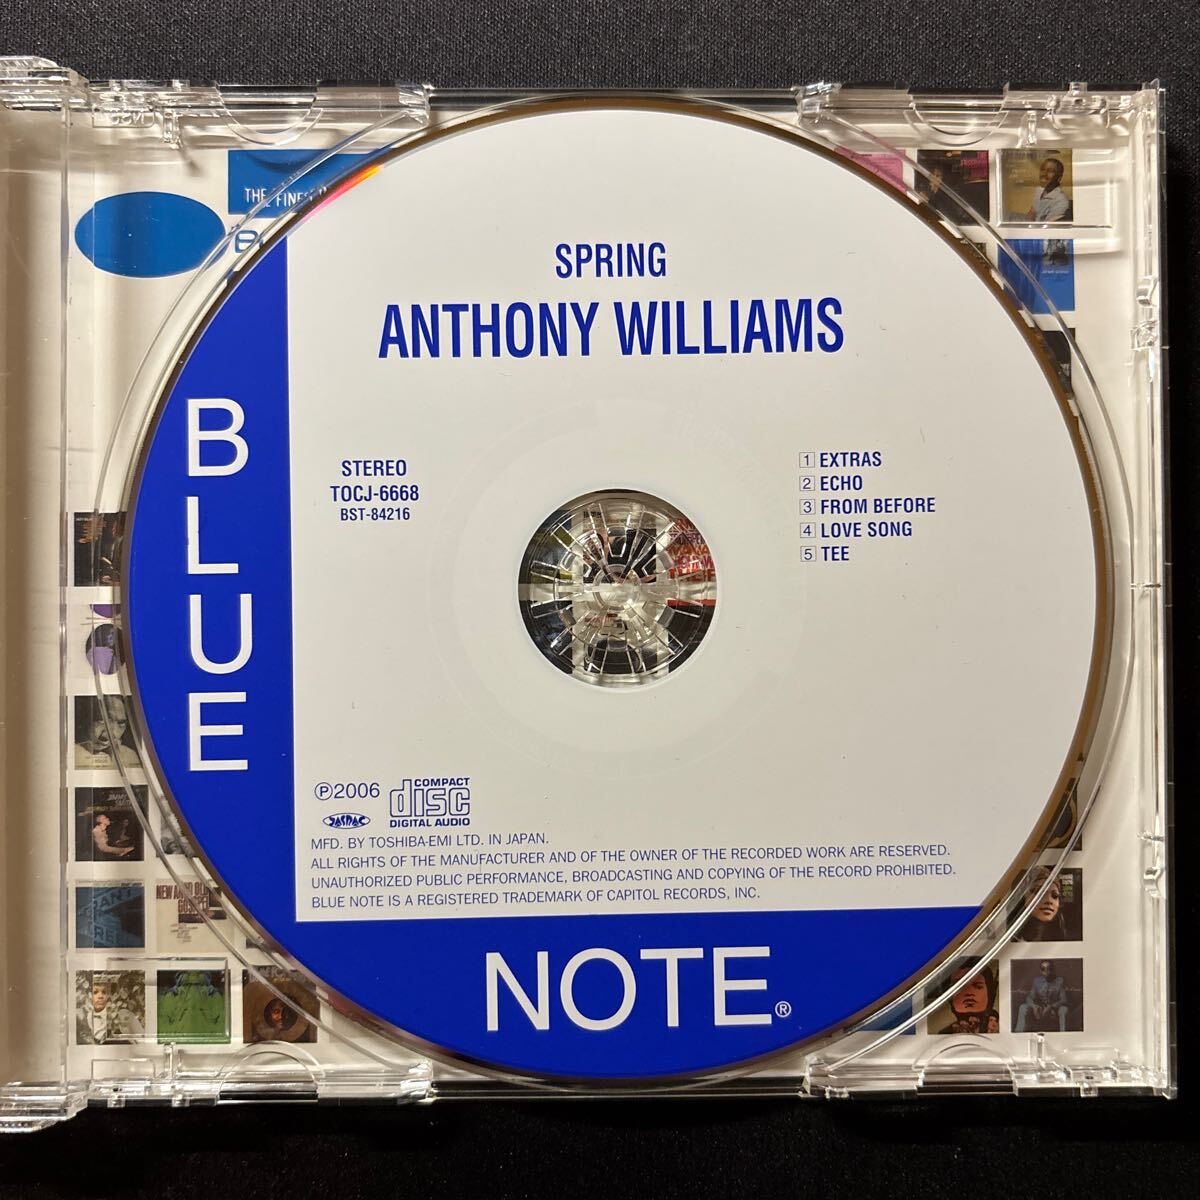 THE FINEST
SPRING
ANTHONY WILLIAMS
BLUE
STEREO
TOCJ-6668
BST-84216
1 EXTRAS
2 ECHO
3 FROM BEFORE
4 LOVE SONG
5 TEE
℗2006
JASRAC
COMPACT
disc
DIGITAL AUDIO
MFD. BY TOSHIBA-EMI LTD. IN JAPAN.
ALL RIGHTS OF THE MANUFACTURER AND OF THE OWNER OF THE RECORDED WORK ARE RESERVED.
UNAUTHORIZED PUBLIC PERFORMANCE, BROADCASTING AND COPYING OF THE RECORD PROHIBITED.
BLUE NOTE IS A REGISTERED TRADEMARK OF CAPITOL RECORDS, INC.
NOTE®